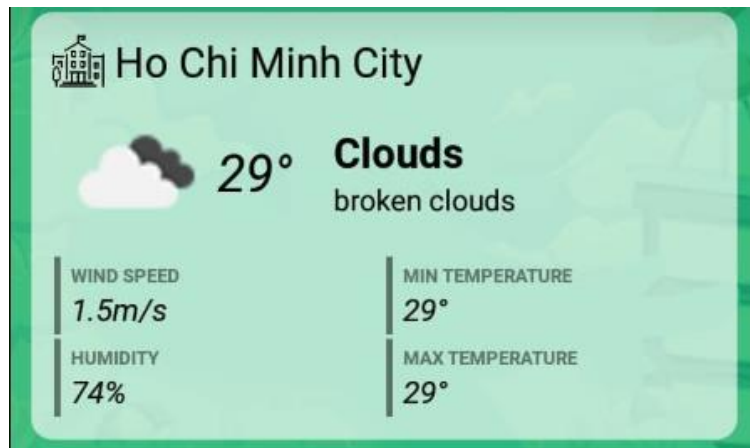 Ho Chi Minh City
29°
Clouds
broken clouds
WIND SPEED
1.5m/s
MIN TEMPERATURE
29°
HUMIDITY
74%
MAX TEMPERATURE
29°